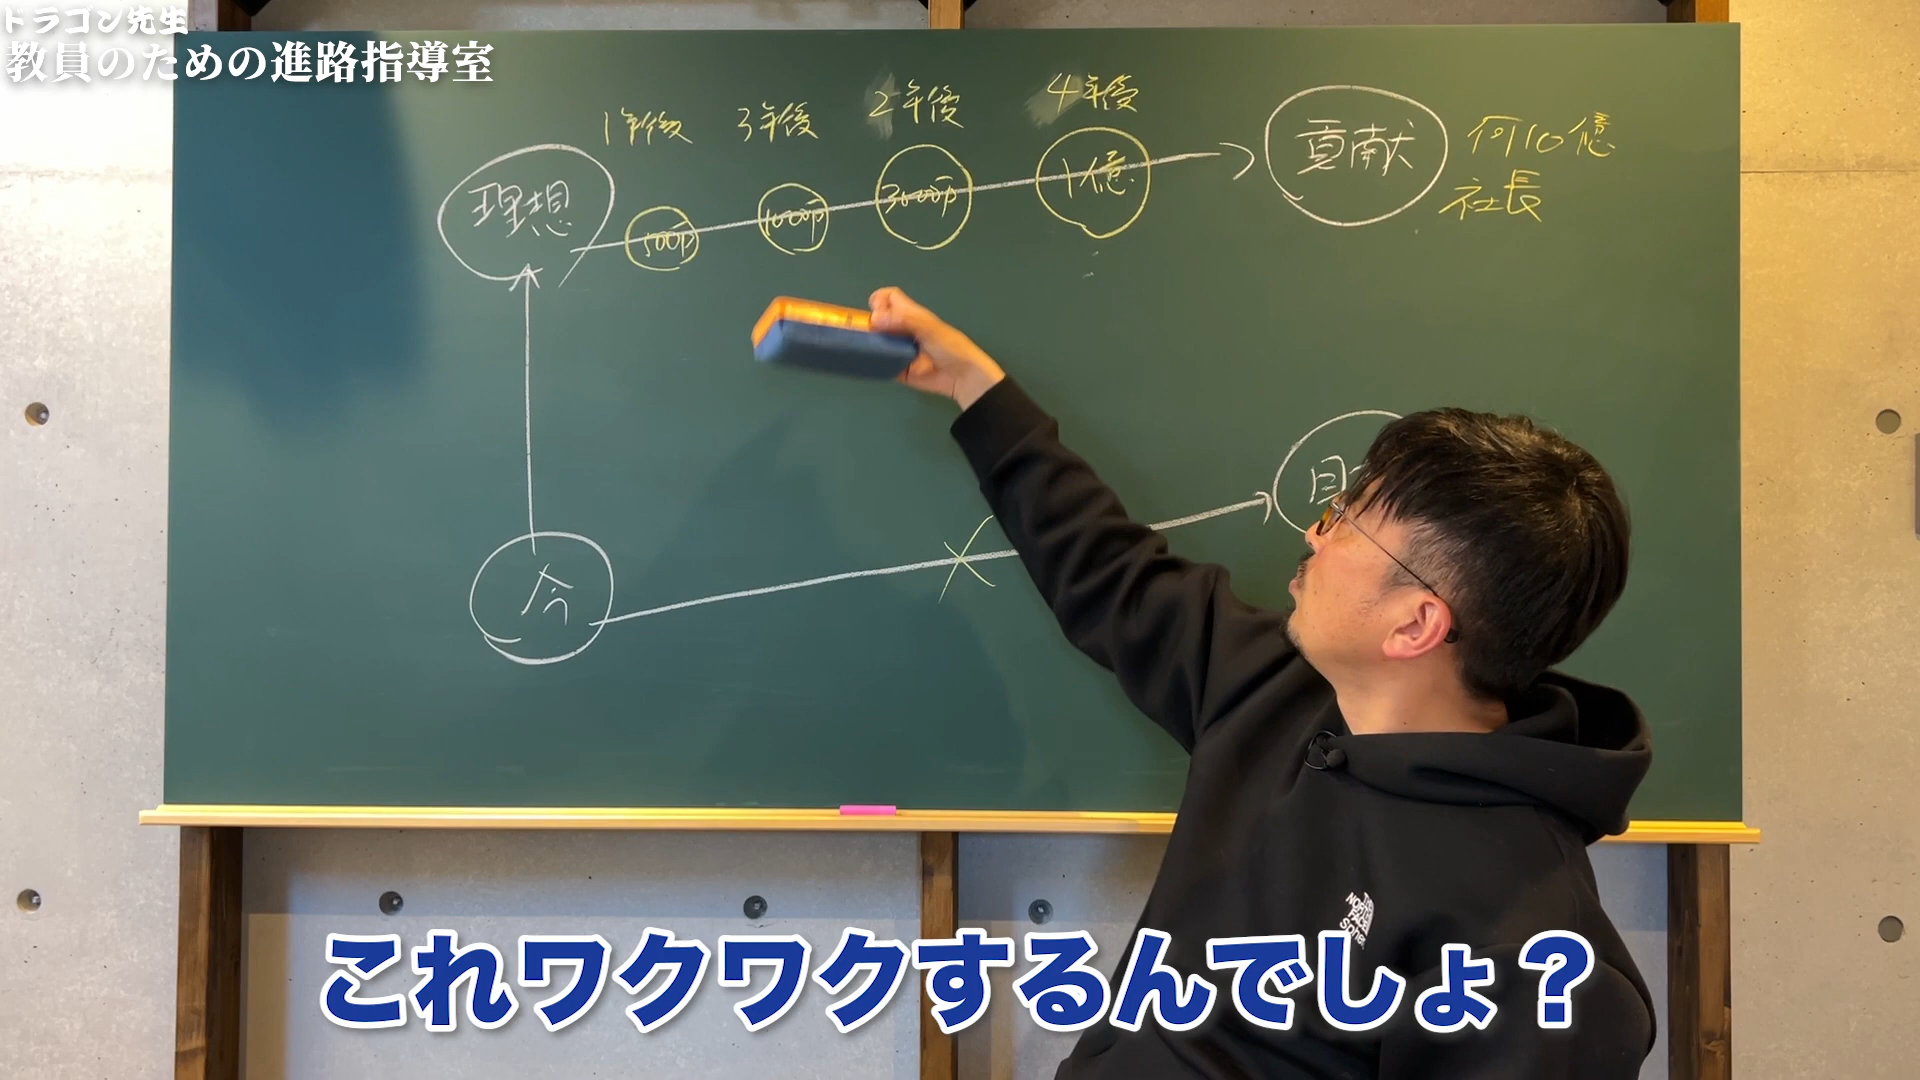 ドラゴン先生
教員のための進路指導室
1年後 3年後 2年後 4年後
理想 500万 1000万 3000万 1億 貢献 何10億
社長
今
THE NORTH FACE
これワクワクするんでしょ？